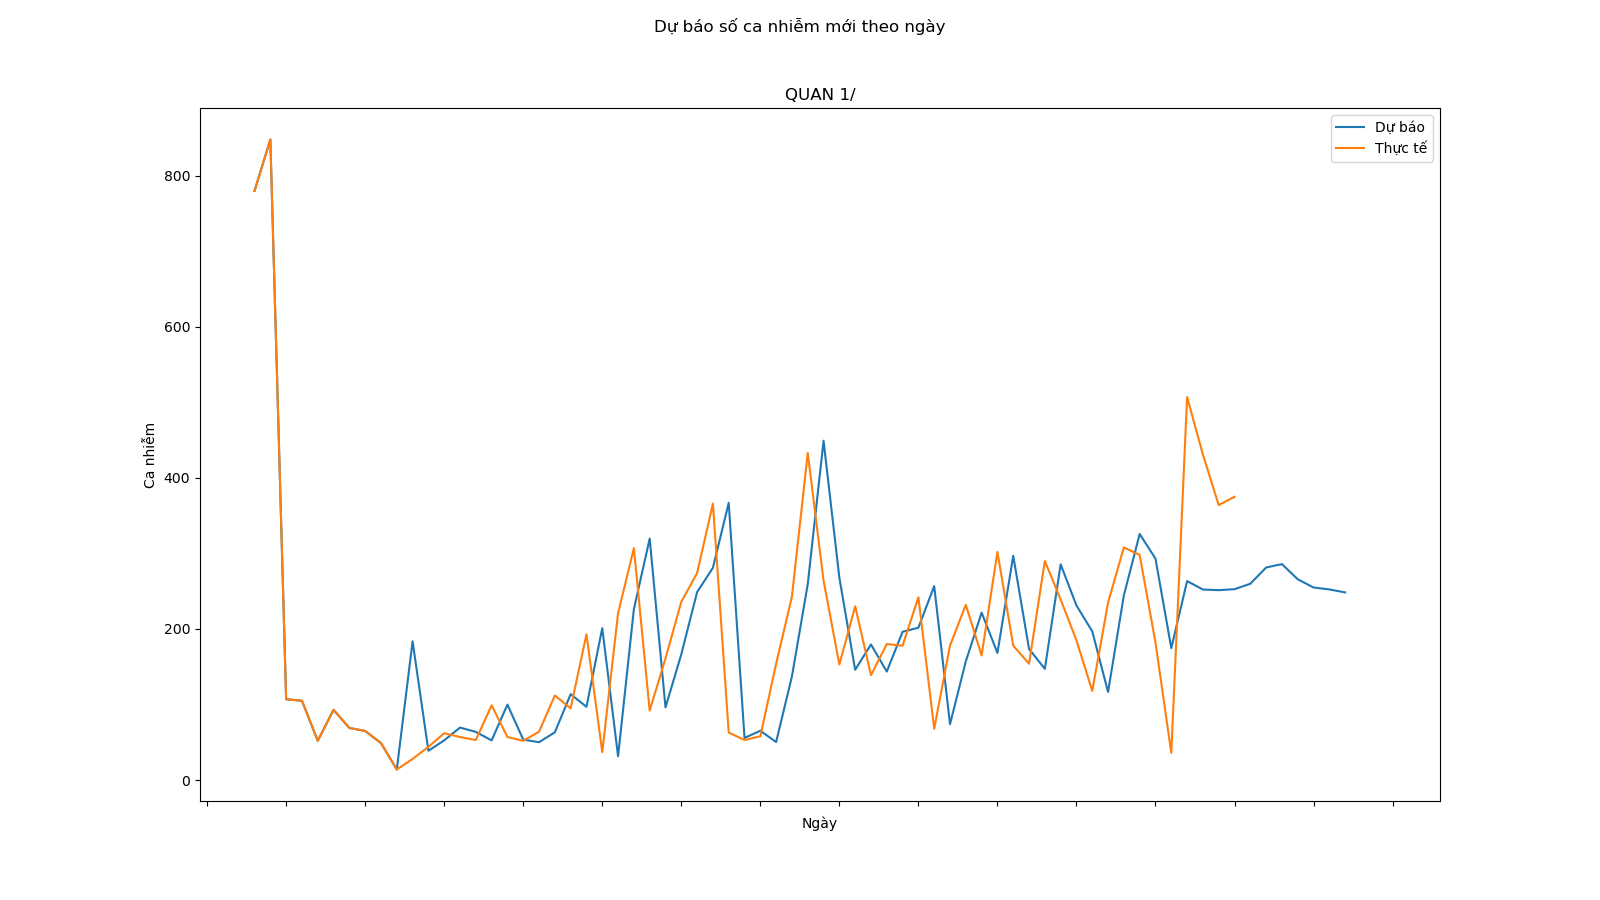 Dự báo số ca nhiễm mới theo ngày
QUAN 1/
Dự báo
Thực tế
800
600
400
200
0
Ca nhiễm
Ngày